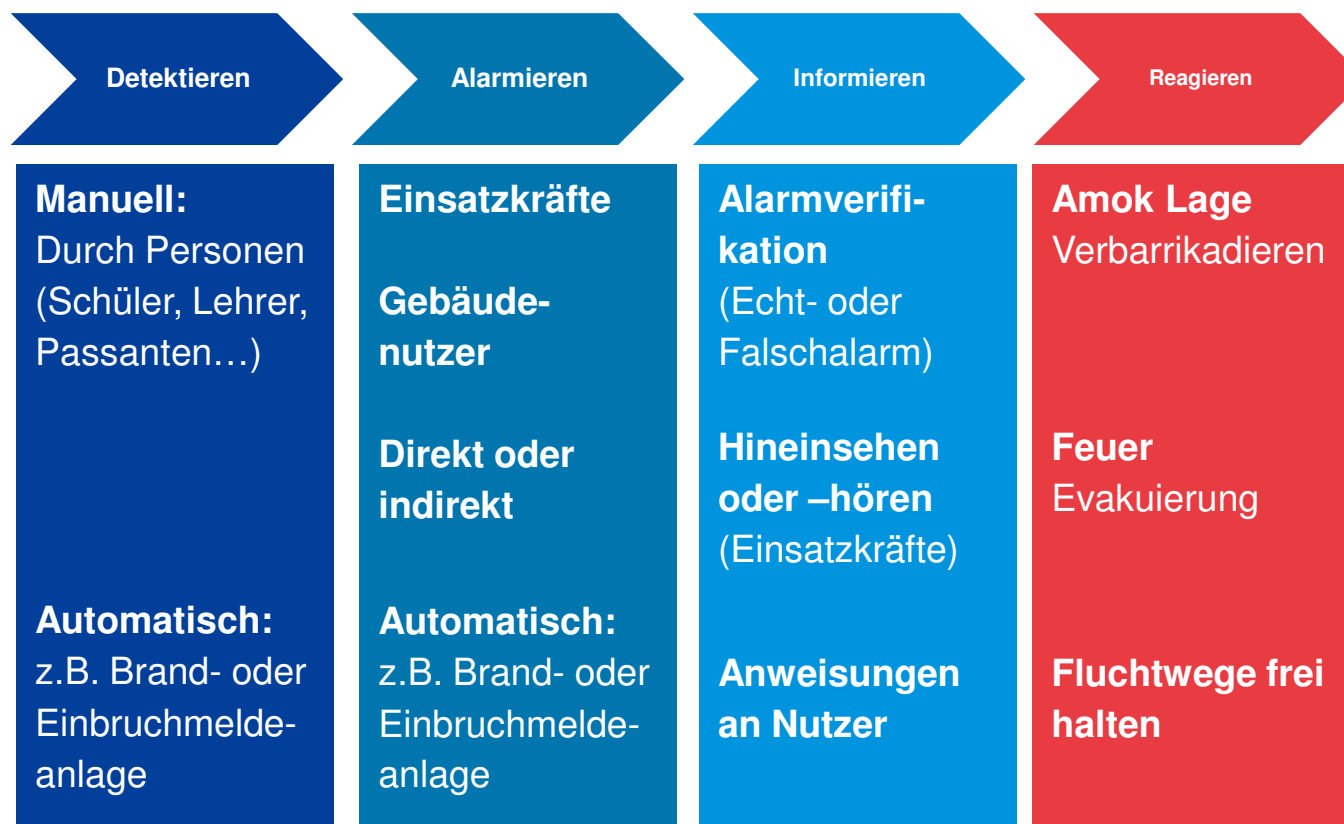 Detektieren
Alarmieren
Informieren
Reagieren
Manuell:
Durch Personen
(Schüler, Lehrer,
Passanten…)
Automatisch:
z.B. Brand- oder
Einbruchmelde-
anlage
Einsatzkräfte
Gebäude-
nutzer
Direkt oder
indirekt
Automatisch:
z.B. Brand- oder
Einbruchmelde-
anlage
Alarmverifi-
kation
(Echt- oder
Falschalarm)
Hineinsehen
oder –hören
(Einsatzkräfte)
Anweisungen
an Nutzer
Amok Lage
Verbarrikadieren
Feuer
Evakuierung
Fluchtwege frei
halten